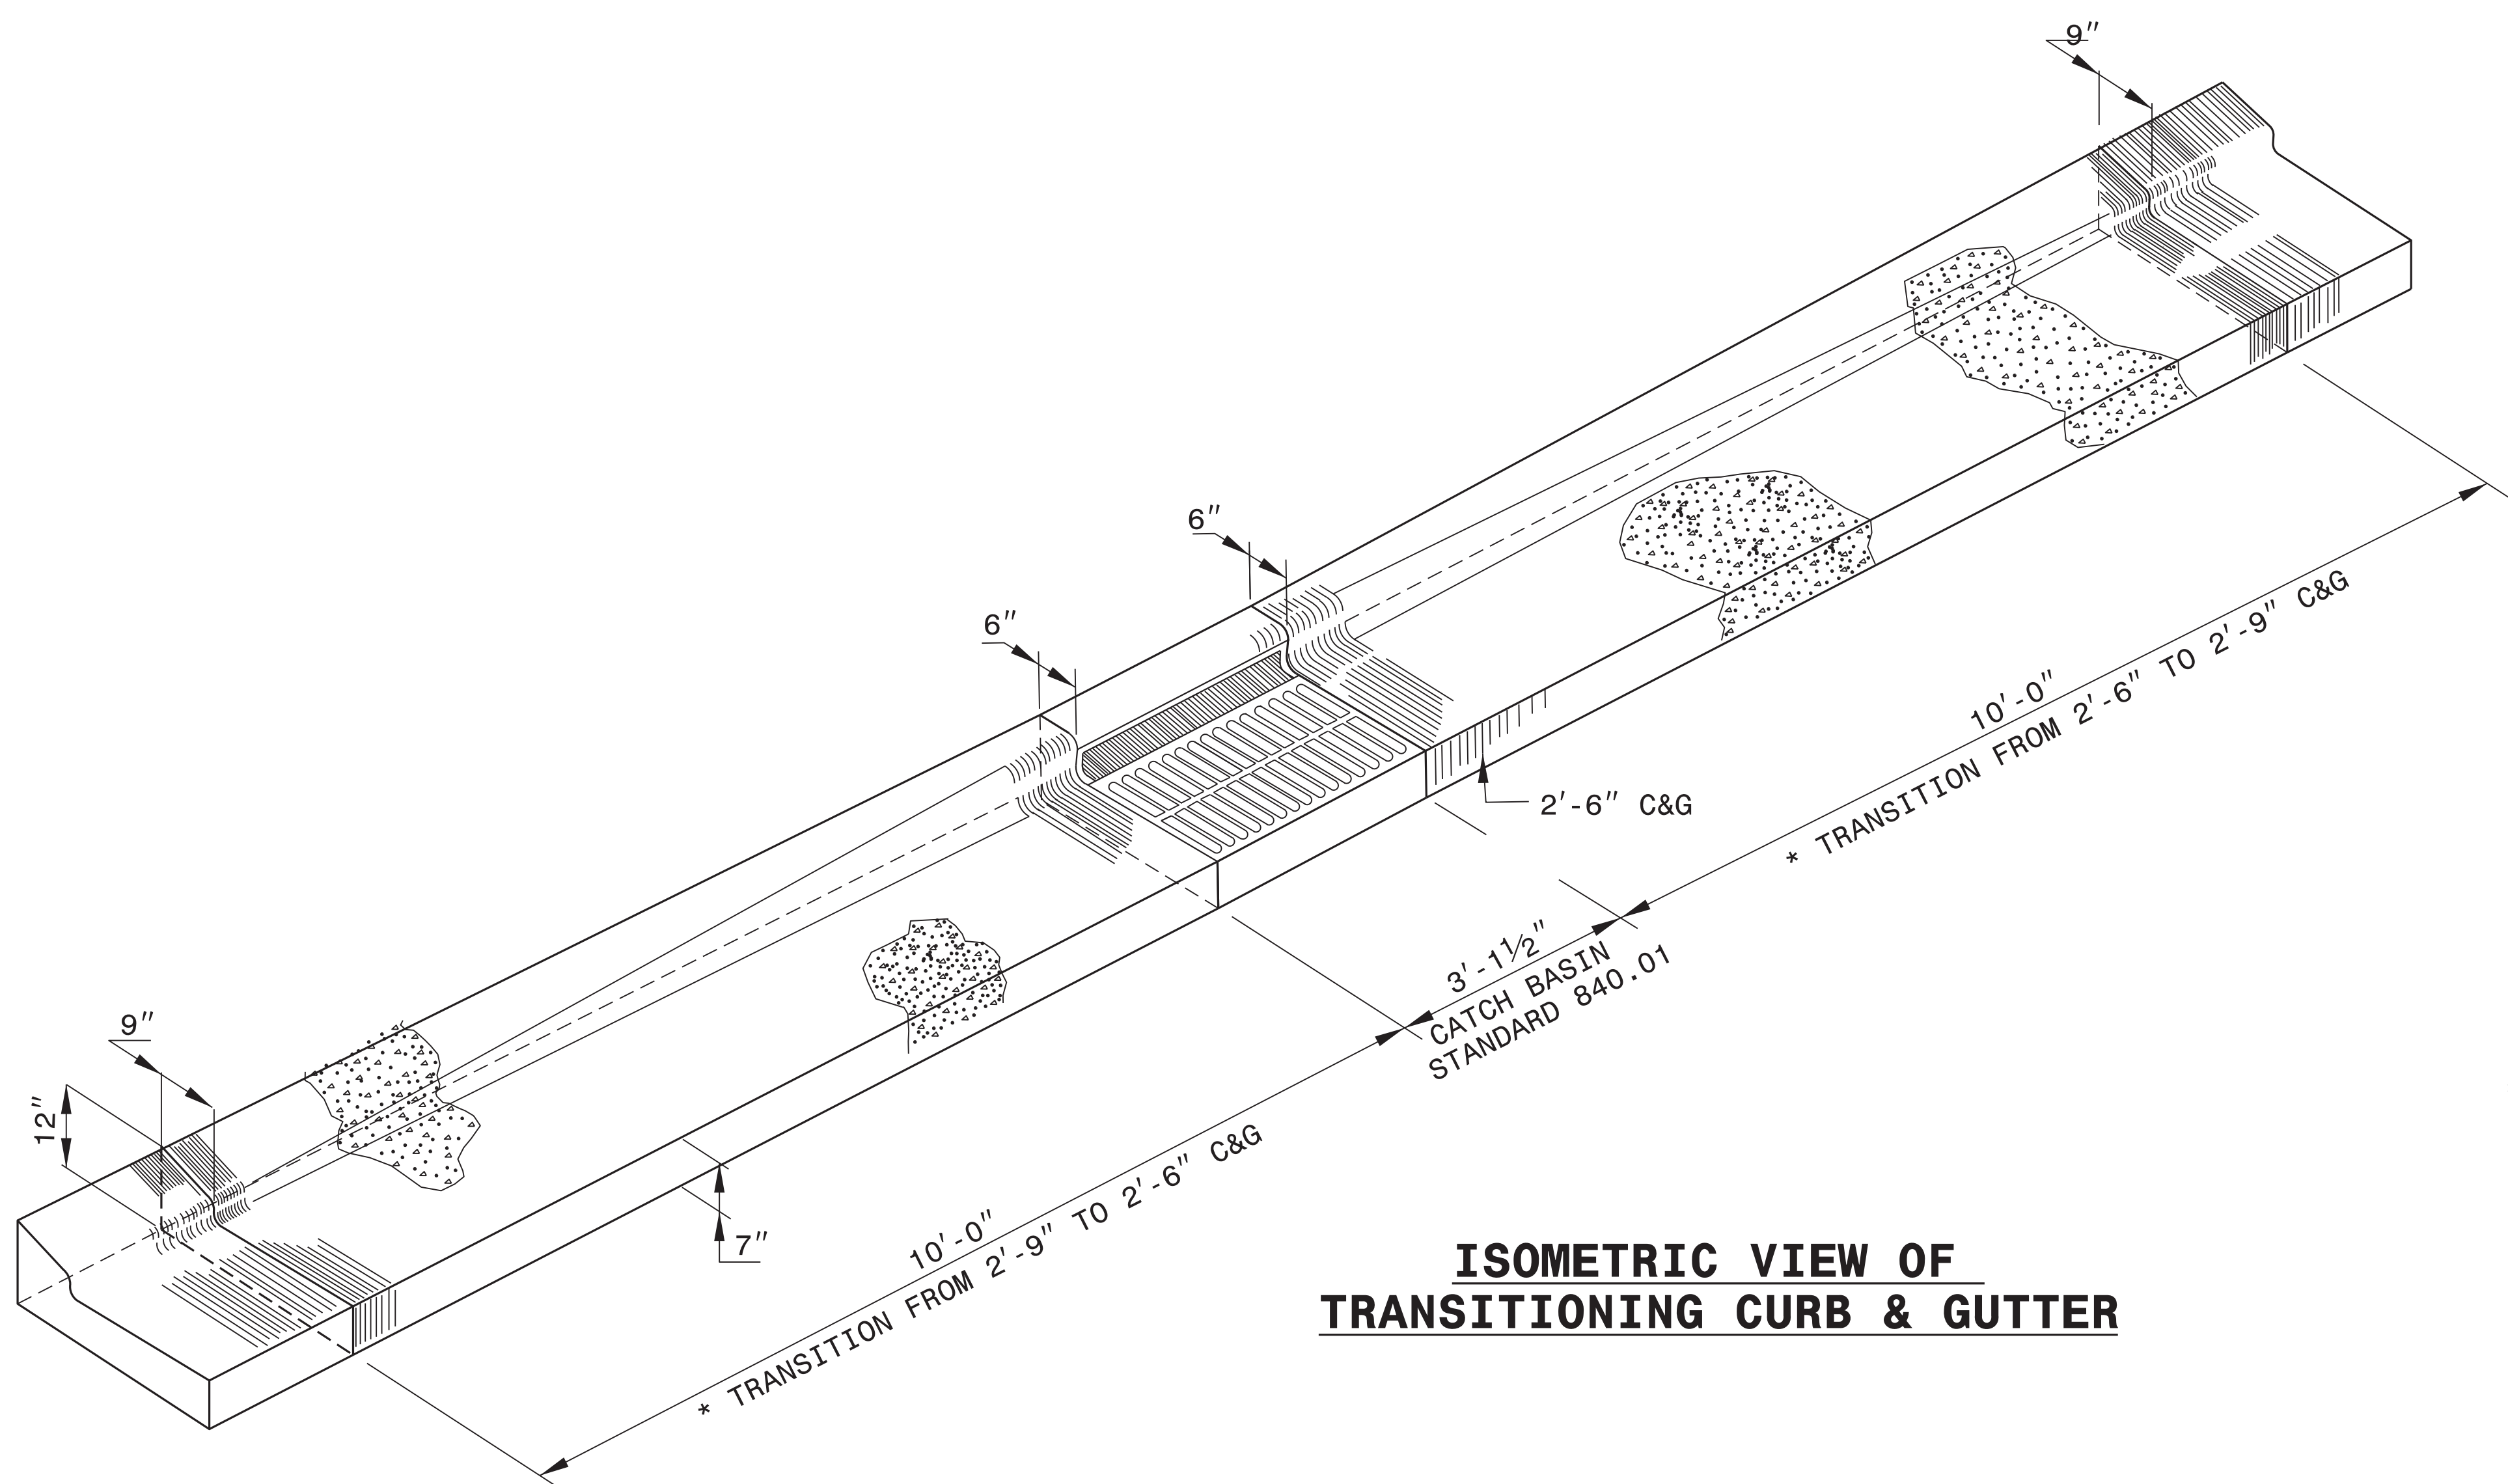 9"
6"
6"
9"
12"
7"
2'-6" C&G
10'-0"
* TRANSITION FROM 2'-6" TO 2'-9" C&G
3'-1 1/2"
CATCH BASIN
STANDARD 840.01
10'-0"
* TRANSITION FROM 2'-9" TO 2'-6" C&G
ISOMETRIC VIEW OF
TRANSITIONING CURB & GUTTER